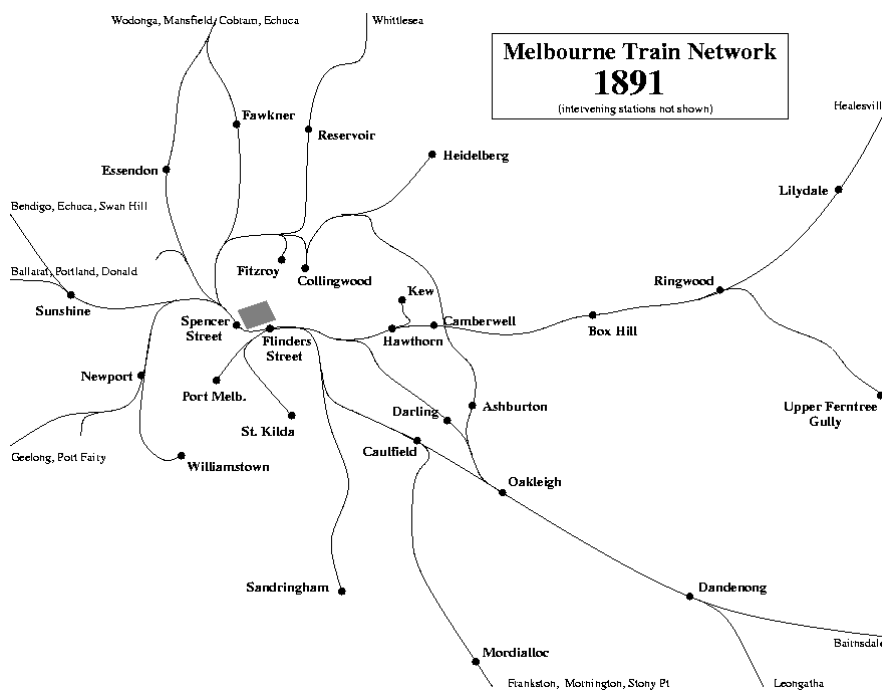 Wodonga, Mansfield, Cobram, Echuca
Whittlesea
Melbourne Train Network
1891
(intervening stations not shown)
Healesvill
Fawkner
Reservoir
Heidelberg
Essendon
Lilydale
Bendigo, Echuca, Swan Hill
Ballarat, Portland, Donald
Fitzroy
Collingwood
Kew
Ringwood
Sunshine
Spencer
Street
Flinders
Street
Hawthorn
Camberwell
Box Hill
Newport
Port Melb.
St. Kilda
Darling
Ashburton
Upper Ferntree
Gully
Caulfield
Geelong, Port Fairy
Williamstown
Oakleigh
Sandringham
Dandenong
Bairnsdale
Mordialloc
Frankston, Mornington, Stony Pt
Leongatha